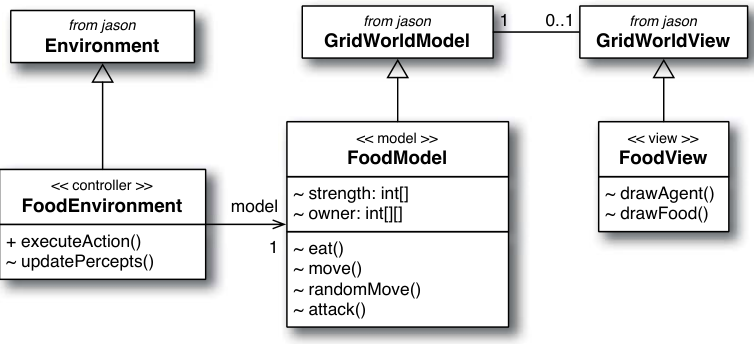 from jason
Environment
from jason
GridWorldModel
1
0..1
from jason
GridWorldView
<< controller >>
FoodEnvironment
+ executeAction()
~ updatePercepts()
model
1
<< model >>
FoodModel
~ strength: int[]
~ owner: int[][]
~ eat()
~ move()
~ randomMove()
~ attack()
<< view >>
FoodView
~ drawAgent()
~ drawFood()